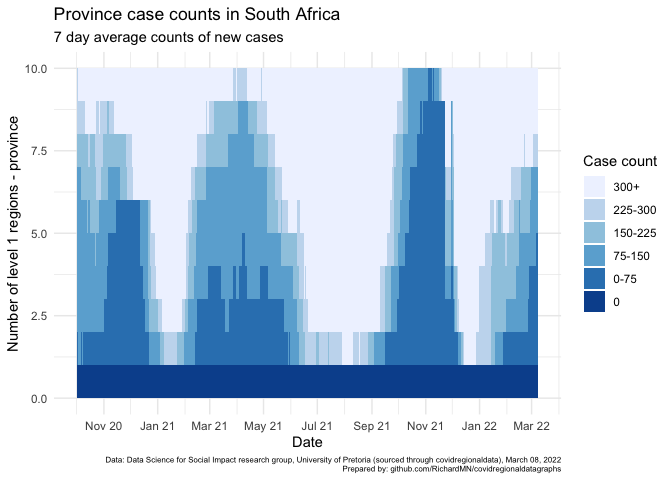 Province case counts in South Africa
7 day average counts of new cases
Number of level 1 regions - province
10.0
7.5
5.0
2.5
0.0
Nov 20 Jan 21 Mar 21 May 21 Jul 21 Sep 21 Nov 21 Jan 22 Mar 22
Date
Case count
300+
225-300
150-225
75-150
0-75
0
Data: Data Science for Social Impact research group, University of Pretoria (sourced through covidregionaldata), March 08, 2022
Prepared by: github.com/RichardMN/covidregionaldatagraphs